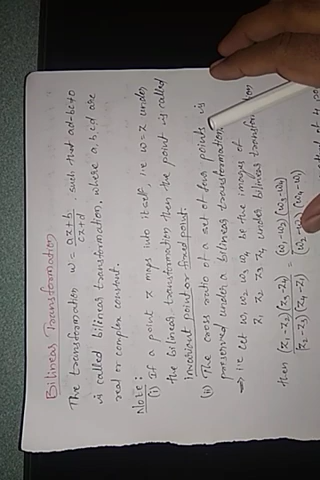 Bilinear Transformation
The transformation w = az+b / cz+d , such that ad-bc≠0
is called bilinear transformation, where a, b, c, d are
real or complex constant.
Note:
(i) If a point z maps into itself, i.e w=z under
the bilinear transformation then the point is called
invariant point or fixed point.
(ii) The cross ratio of a set of four points is
preserved under a bilinear transformation.
→ i.e Let w₁ w₂ w₃ w₄ be the images of
z₁ z₂ z₃ z₄ under bilinear transformation
then (z₁-z₂)(z₃-z₄) / (z₂-z₃)(z₄-z₁) = (w₁-w₂)(w₃-w₄) / (w₂-w₃)(w₄-w₁)